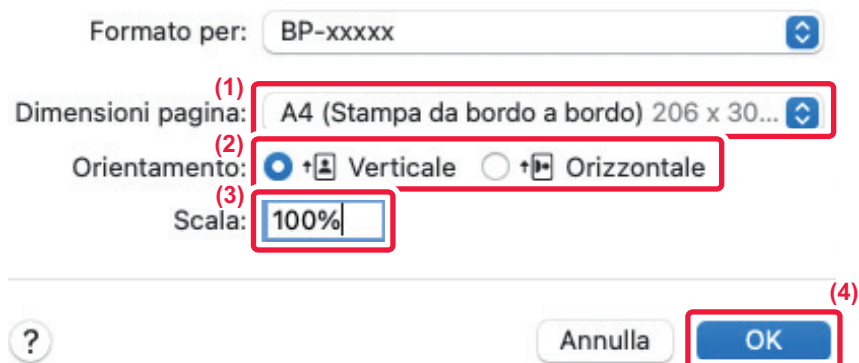 Formato per: BP-xxxxx
(1)
Dimensioni pagina: A4 (Stampa da bordo a bordo) 206 x 30...
(2)
Orientamento: Verticale Orizzontale
(3)
Scala: 100%
(4)
? Annulla OK